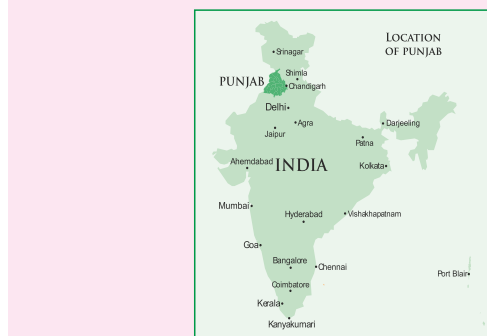 LOCATION
OF PUNJAB
Srinagar
Shimla
PUNJAB
Chandigarh
Delhi
Agra
Darjeeling
Jaipur
Patna
Ahemdabad
INDIA
Kolkata
Mumbai
Hyderabad
Vishakhapatnam
Goa
Bangalore
Chennai
Port Blair
Coimbatore
Kerala
Kanyakumari